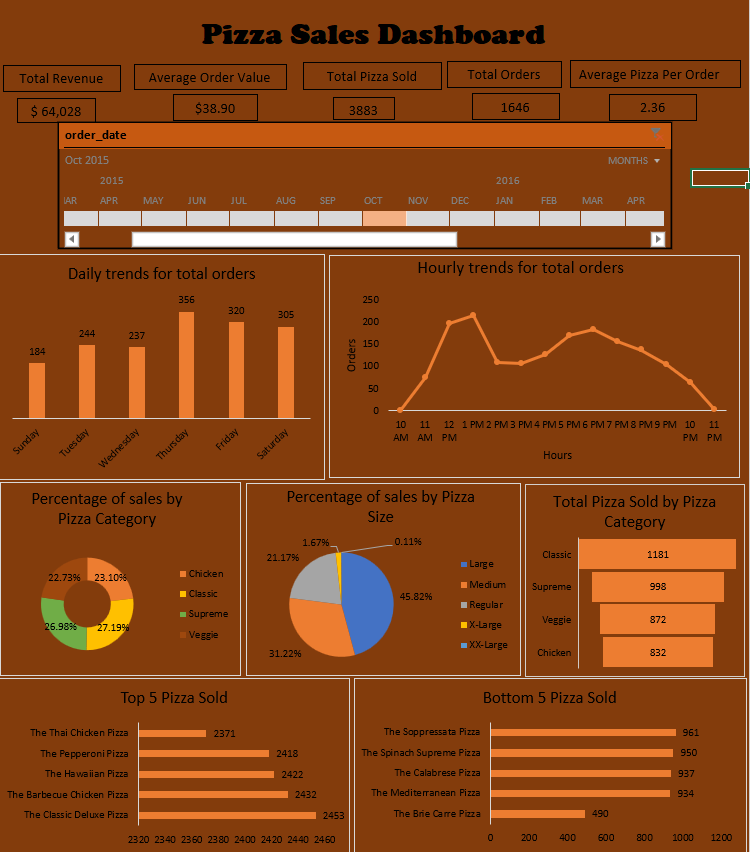 Pizza Sales Dashboard
Total Revenue
Average Order Value
Total Pizza Sold
Total Orders
Average Pizza Per Order
$ 64,028
$38.90
3883
1646
2.36
order_date
Oct 2015
MONTHS
2015
2016
AR APR MAY JUN JUL AUG SEP OCT NOV DEC JAN FEB MAR APR
Daily trends for total orders
184
244
237
356
320
305
Sunday
Tuesday
Wednesday
Thursday
Friday
Saturday
Hourly trends for total orders
Orders
250
200
150
100
50
0
10 AM
11 AM
12 PM
1 PM
2 PM
3 PM
4 PM
5 PM
6 PM
7 PM
8 PM
9 PM
10 PM
11 PM
Hours
Percentage of sales by
Pizza Category
22.73%
23.10%
26.98%
27.19%
Chicken
Classic
Supreme
Veggie
Percentage of sales by Pizza
Size
1.67%
0.11%
21.17%
45.82%
31.22%
Large
Medium
Regular
X-Large
XX-Large
Total Pizza Sold by Pizza
Category
Classic 1181
Supreme 998
Veggie 872
Chicken 832
Top 5 Pizza Sold
The Thai Chicken Pizza 2371
The Pepperoni Pizza 2418
The Hawaiian Pizza 2422
The Barbecue Chicken Pizza 2432
The Classic Deluxe Pizza 2453
2320 2340 2360 2380 2400 2420 2440 2460
Bottom 5 Pizza Sold
The Soppressata Pizza 961
The Spinach Supreme Pizza 950
The Calabrese Pizza 937
The Mediterranean Pizza 934
The Brie Carre Pizza 490
0 200 400 600 800 1000 1200